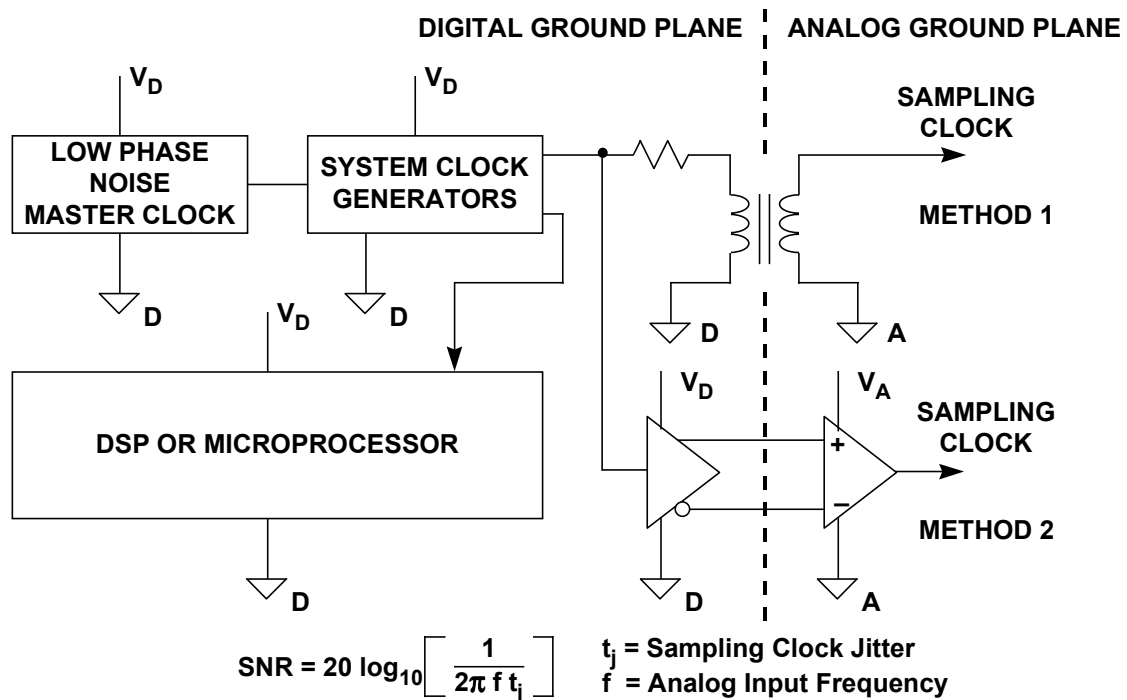 DIGITAL GROUND PLANE
ANALOG GROUND PLANE
V_D
V_D
SAMPLING
CLOCK
LOW PHASE
NOISE
MASTER CLOCK
SYSTEM CLOCK
GENERATORS
METHOD 1
D
D
D
A
V_D
V_D
V_A
SAMPLING
CLOCK
DSP OR MICROPROCESSOR
+
−
METHOD 2
D
D
A
SNR = 20 log₁₀[1 / 2π f t_j]
t_j = Sampling Clock Jitter
f = Analog Input Frequency